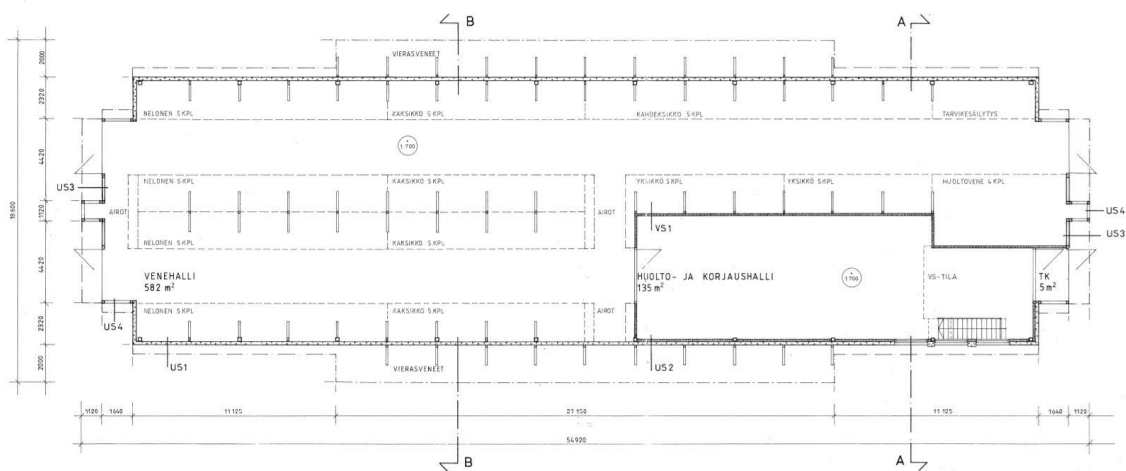 B
A
VIERASVENEET
NELONEN 5 KPL
KAKSIKKO 5 KPL
KAHDEKSIKKO 5 KPL
TARVIKESÄILYTYS
1.700
NELONEN 5 KPL
KAKSIKKO 5 KPL
YKSIKKÖ 5 KPL
YKSIKKÖ 5 KPL
HUOLTOVENE 4 KPL
US3
US4
AIROT
AIROT
VS1
US3
NELONEN 5 KPL
KAKSIKKO 5 KPL
VENEHALLI
582 m²
HUOLTO- JA KORJAUSHALLI
135 m²
1.700
VS-TILA
TK
5 m²
NELONEN 5 KPL
KAKSIKKO 5 KPL
AIROT
US4
US1
VIERASVENEET
US2
2000
2320
4420
1120
4420
2320
2000
18600
1120
1640
11 125
27 150
11 125
1640
1120
54 920
B
A